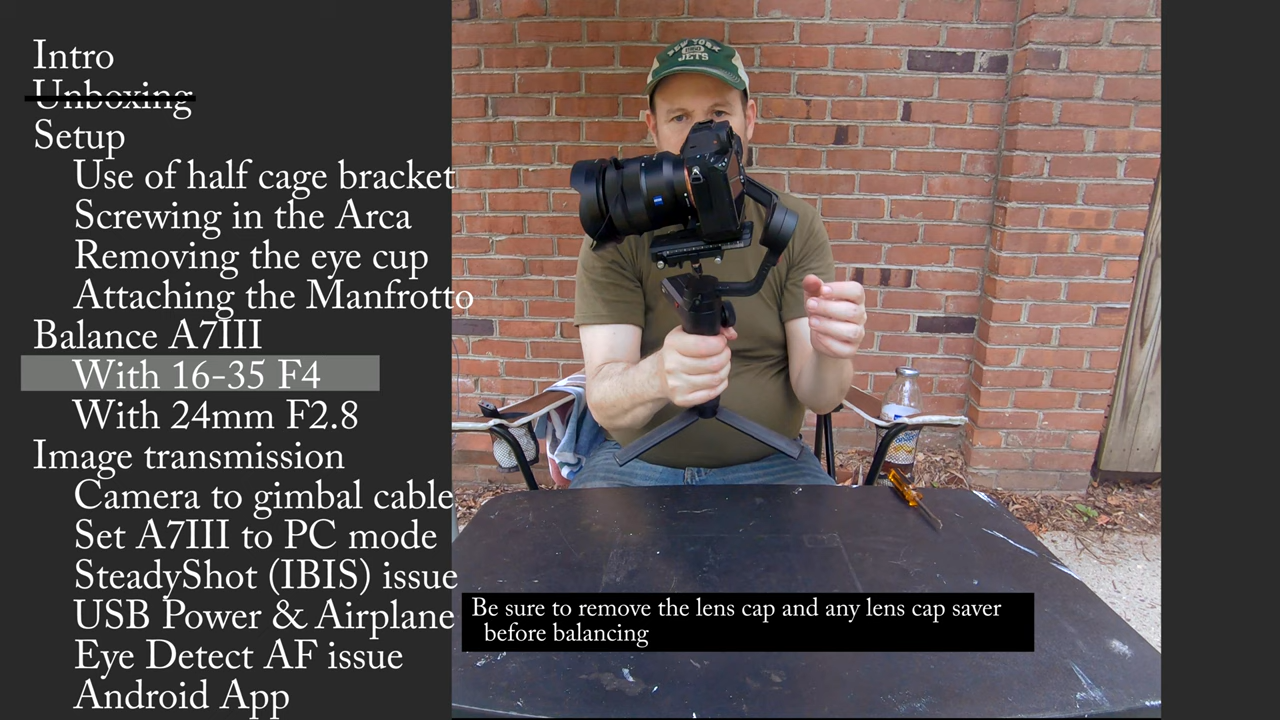 Intro
Unboxing
Setup
Use of half cage bracket
Screwing in the Arca
Removing the eye cup
Attaching the Manfrotto
Balance A7III
With 16-35 F4
With 24mm F2.8
Image transmission
Camera to gimbal cable
Set A7III to PC mode
SteadyShot (IBIS) issue
USB Power & Airplane
Eye Detect AF issue
Android App
NEW YORK
JETS
Be sure to remove the lens cap and any lens cap saver
before balancing